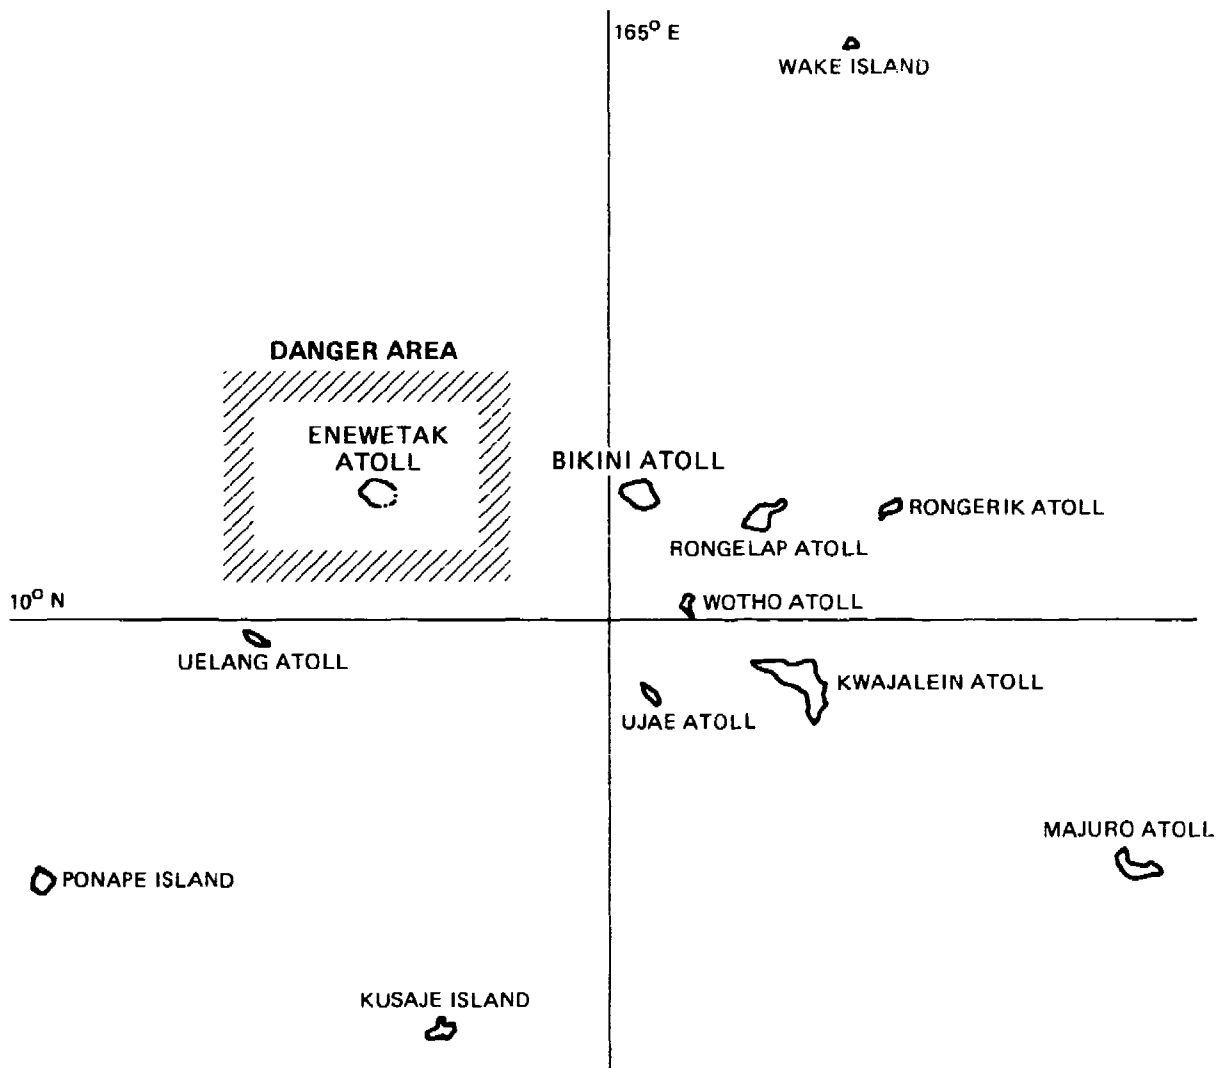 165° E
WAKE ISLAND
DANGER AREA
ENEWETAK
ATOLL
BIKINI ATOLL
RONGERIK ATOLL
RONGELAP ATOLL
10° N
WOTHO ATOLL
UELANG ATOLL
KWAJALEIN ATOLL
UJAE ATOLL
MAJURO ATOLL
PONAPE ISLAND
KUSAJE ISLAND